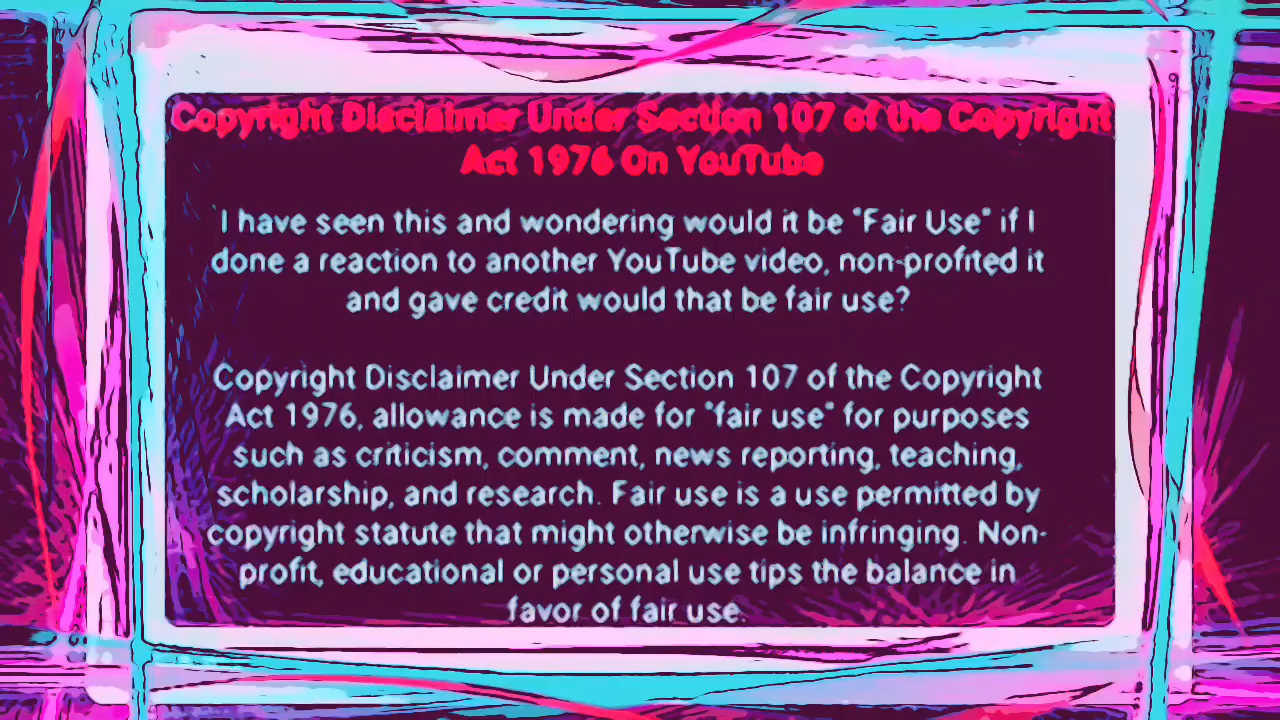 Copyright Disclaimer Under Section 107 of the Copyright
Act 1976 On YouTube
I have seen this and wondering would it be "Fair Use" if I
done a reaction to another YouTube video, non-profited it
and gave credit would that be fair use?
Copyright Disclaimer Under Section 107 of the Copyright
Act 1976, allowance is made for "fair use" for purposes
such as criticism, comment, news reporting, teaching,
scholarship, and research. Fair use is a use permitted by
copyright statute that might otherwise be infringing. Non-
profit, educational or personal use tips the balance in
favor of fair use.